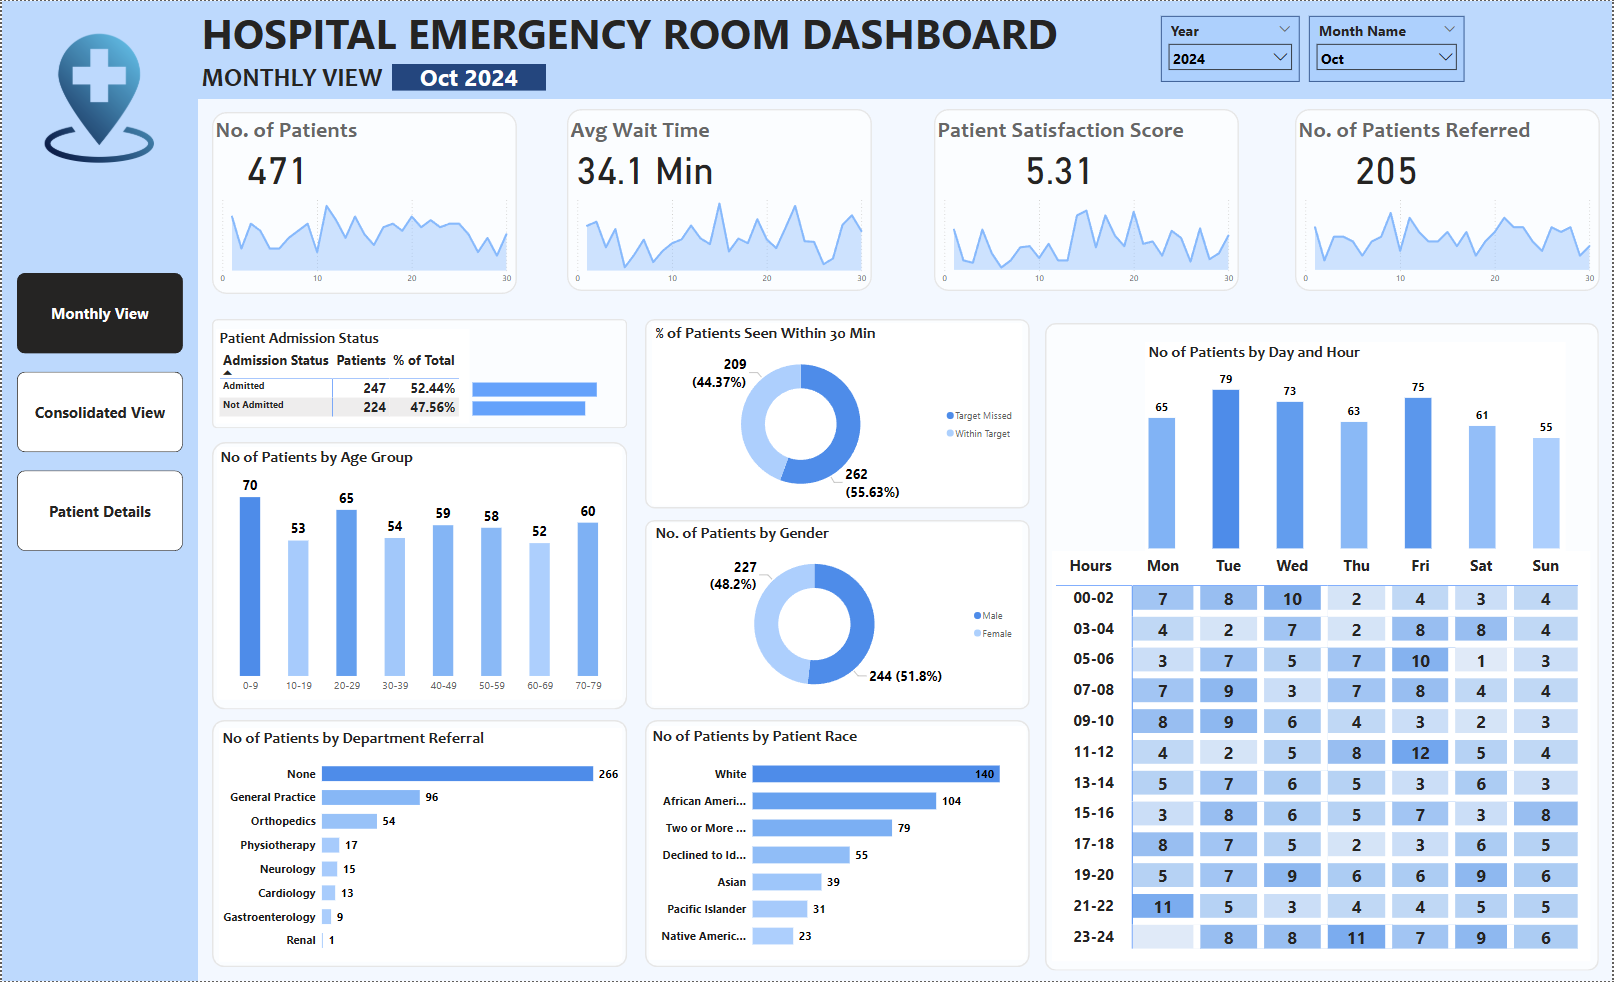 HOSPITAL EMERGENCY ROOM DASHBOARD
MONTHLY VIEW Oct 2024
Year
2024
Month Name
Oct
Monthly View
Consolidated View
Patient Details
No. of Patients
471
0 10 20 30
Avg Wait Time
34.1 Min
0 10 20 30
Patient Satisfaction Score
5.31
0 10 20 30
No. of Patients Referred
205
0 10 20 30
Patient Admission Status
Admission Status Patients % of Total
Admitted 247 52.44%
Not Admitted 224 47.56%
No of Patients by Age Group
70 53 65 54 59 58 52 60
0-9 10-19 20-29 30-39 40-49 50-59 60-69 70-79
No of Patients by Department Referral
None 266
General Practice 96
Orthopedics 54
Physiotherapy 17
Neurology 15
Cardiology 13
Gastroenterology 9
Renal 1
% of Patients Seen Within 30 Min
209
(44.37%)
262
(55.63%)
Target Missed
Within Target
No. of Patients by Gender
227
(48.2%)
244 (51.8%)
Male
Female
No of Patients by Patient Race
White 140
African Ameri... 104
Two or More ... 79
Declined to Id... 55
Asian 39
Pacific Islander 31
Native Americ... 23
No of Patients by Day and Hour
65 79 73 63 75 61 55
Hours Mon Tue Wed Thu Fri Sat Sun
00-02 7 8 10 2 4 3 4
03-04 4 2 7 2 8 8 4
05-06 3 7 5 7 10 1 3
07-08 7 9 3 7 8 4 4
09-10 8 9 6 4 3 2 3
11-12 4 2 5 8 12 5 4
13-14 5 7 6 5 3 6 3
15-16 3 8 6 5 7 3 8
17-18 8 7 5 2 3 6 5
19-20 5 7 9 6 6 9 6
21-22 11 5 3 4 4 5 5
23-24 8 8 11 7 9 6